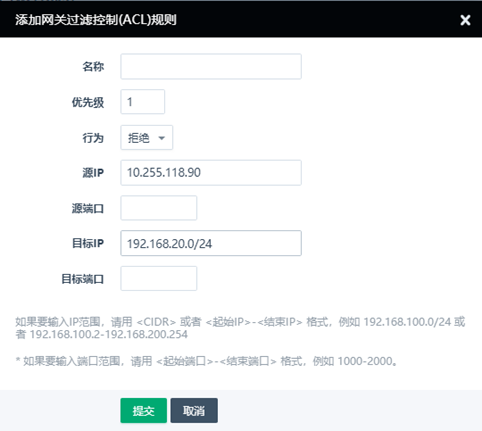 添加网关过滤控制(ACL)规则
名称
优先级 1
行为 拒绝
源IP 10.255.118.90
源端口
目标IP 192.168.20.0/24
目标端口
如果要输入IP范围，请用 <CIDR> 或者 <起始IP>-<结束IP> 格式，例如 192.168.100.0/24 或
者 192.168.100.2-192.168.200.254
* 如果要输入端口范围，请用 <起始端口>-<结束端口> 格式，例如 1000-2000。
提交 取消